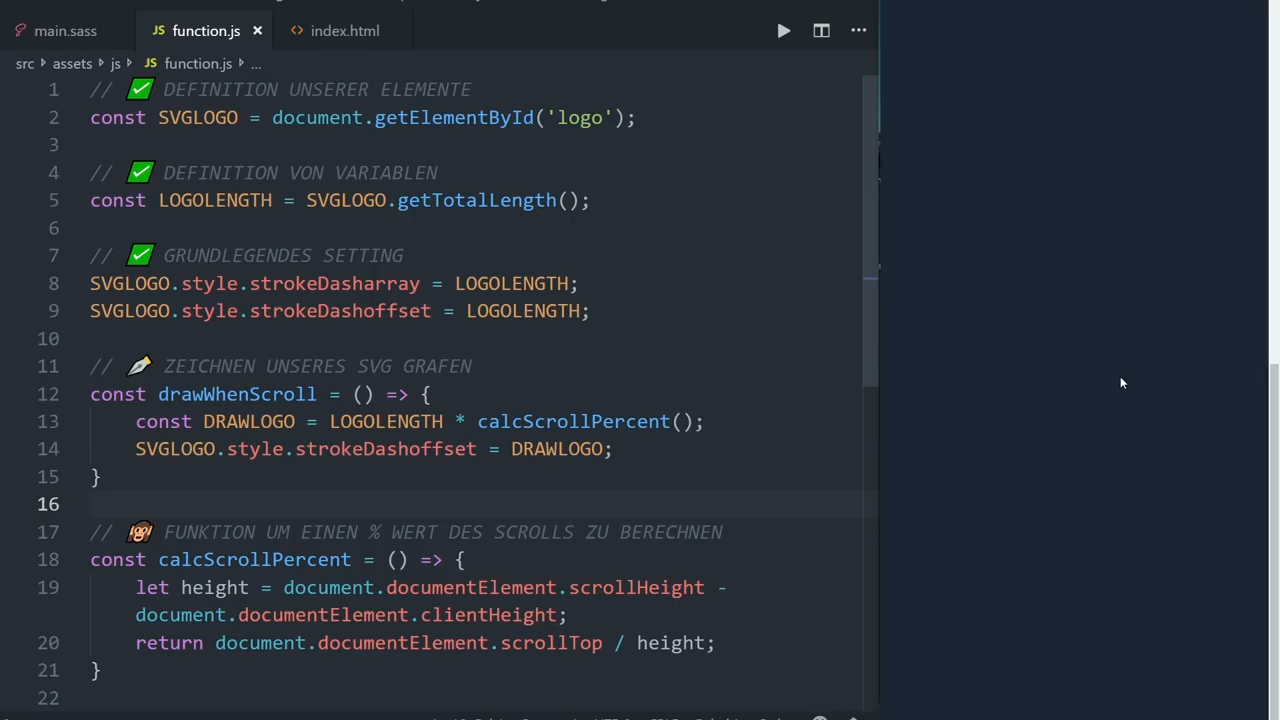 main.sass JS function.js × <> index.html
src assets js JS function.js ...
1 // ✅ DEFINITION UNSERER ELEMENTE
2 const SVGLOGO = document.getElementById('logo');
3
4 // ✅ DEFINITION VON VARIABLEN
5 const LOGOLENGTH = SVGLOGO.getTotalLength();
6
7 // ✅ GRUNDLEGENDES SETTING
8 SVGLOGO.style.strokeDasharray = LOGOLENGTH;
9 SVGLOGO.style.strokeDashoffset = LOGOLENGTH;
10
11 // ✒️ ZEICHNEN UNSERES SVG GRAFEN
12 const drawWhenScroll = () => {
13 const DRAWLOGO = LOGOLENGTH * calcScrollPercent();
14 SVGLOGO.style.strokeDashoffset = DRAWLOGO;
15 }
16
17 // 🙉 FUNKTION UM EINEN % WERT DES SCROLLS ZU BERECHNEN
18 const calcScrollPercent = () => {
19 let height = document.documentElement.scrollHeight -
document.documentElement.clientHeight;
20 return document.documentElement.scrollTop / height;
21 }
22